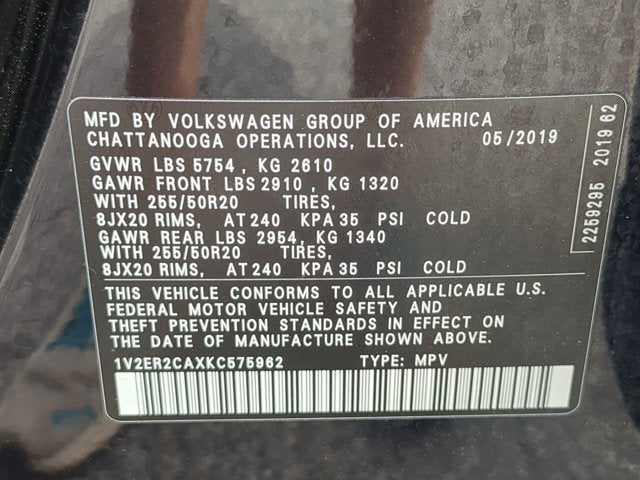 MFD BY VOLKSWAGEN GROUP OF AMERICA
CHATTANOOGA OPERATIONS, LLC. 05/2019
GVWR LBS 5754 , KG 2610
GAWR FRONT LBS 2910 , KG 1320
WITH 255/50R20 TIRES,
8JX20 RIMS, AT 240 KPA 35 PSI COLD
GAWR REAR LBS 2954, KG 1340
WITH 255/50R20 TIRES,
8JX20 RIMS, AT 240 KPA 35 PSI COLD
THIS VEHICLE CONFORMS TO ALL APPLICABLE U.S.
FEDERAL MOTOR VEHICLE SAFETY AND
THEFT PREVENTION STANDARDS IN EFFECT ON
THE DATE OF MANUFACTURE SHOWN ABOVE.
1V2ER2CAXKC575962 TYPE: MPV
2259295 2019 62